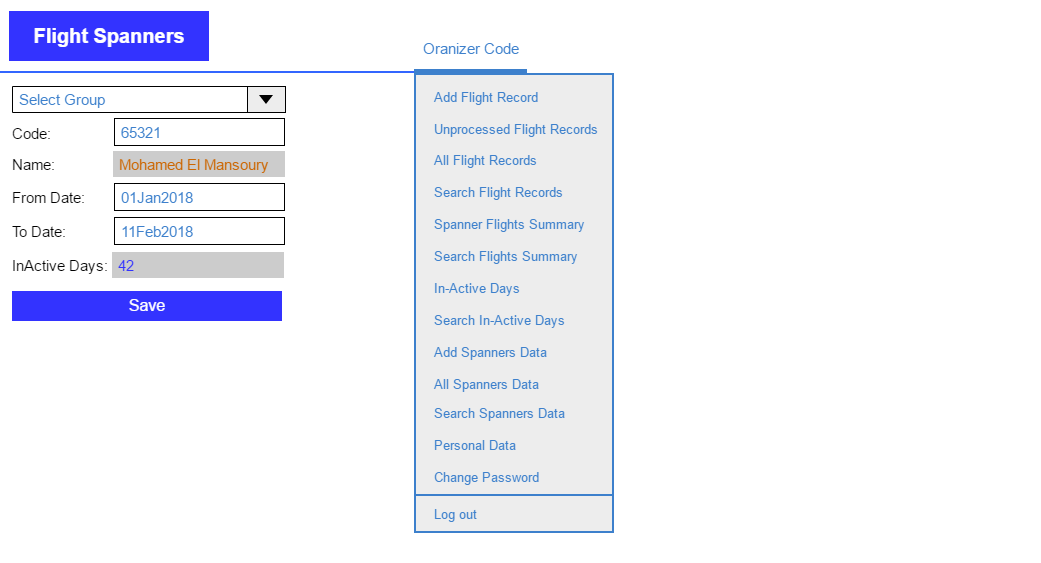 Flight Spanners
Oranizer Code
Select Group
Code: 65321
Name: Mohamed El Mansoury
From Date: 01Jan2018
To Date: 11Feb2018
InActive Days: 42
Save
Add Flight Record
Unprocessed Flight Records
All Flight Records
Search Flight Records
Spanner Flights Summary
Search Flights Summary
In-Active Days
Search In-Active Days
Add Spanners Data
All Spanners Data
Search Spanners Data
Personal Data
Change Password
Log out